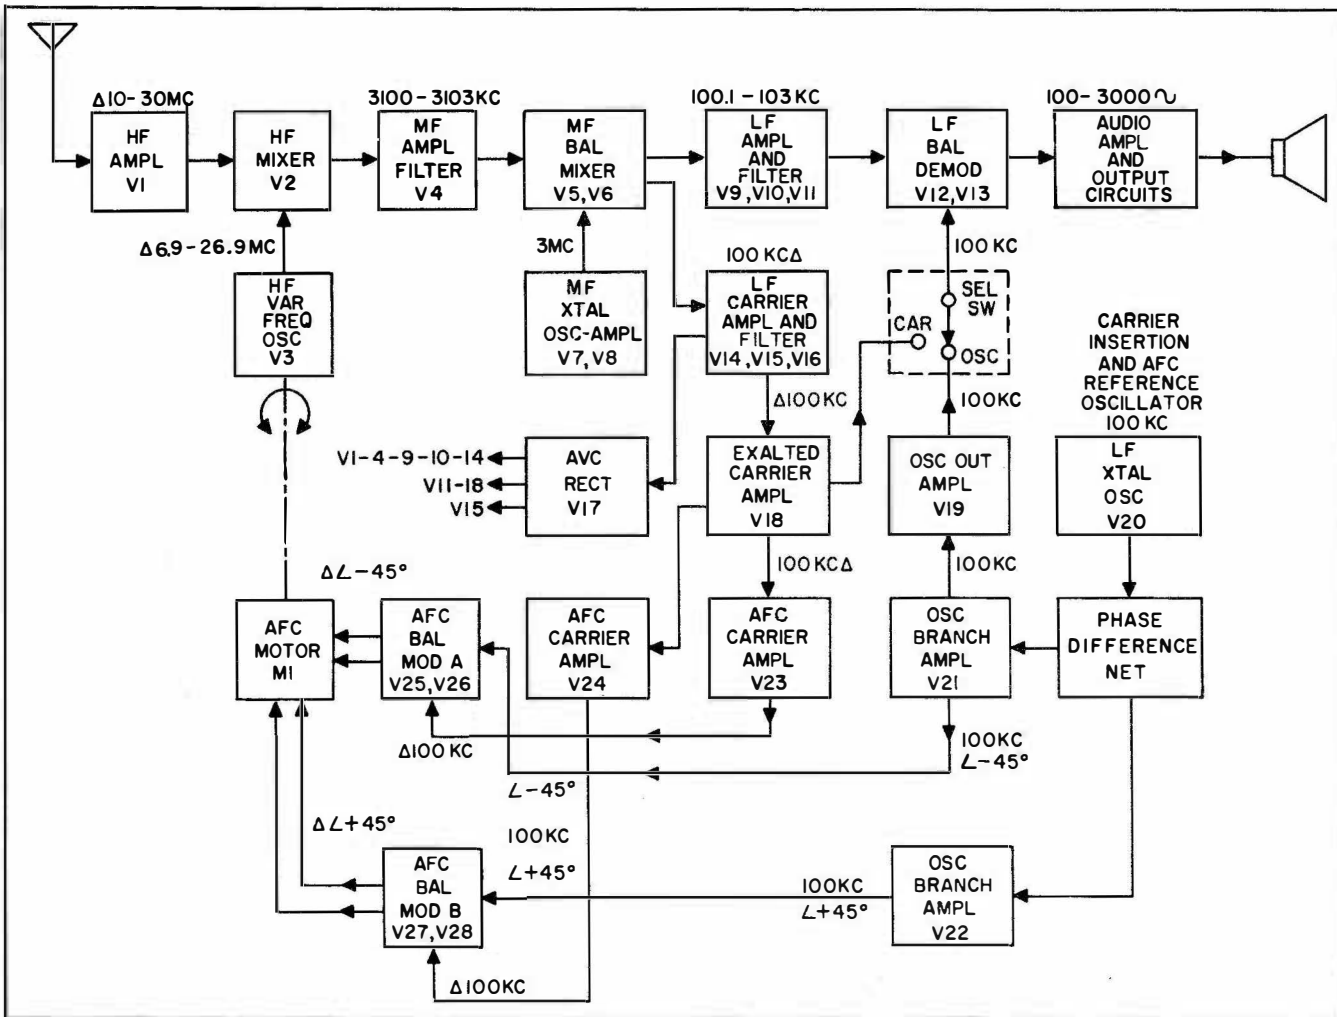 Δ10-30MC
HF
AMPL
V1
HF
MIXER
V2
3100-3103KC
MF
AMPL
FILTER
V4
MF
BAL
MIXER
V5,V6
100.1-103KC
LF
AMPL
AND
FILTER
V9,V10,V11
LF
BAL
DEMOD
V12,V13
100-3000∿
AUDIO
AMPL
AND
OUTPUT
CIRCUITS
Δ6.9-26.9MC
HF
VAR
FREQ
OSC
V3
3MC
MF
XTAL
OSC-AMPL
V7,V8
100KCΔ
LF
CARRIER
AMPL AND
FILTER
V14,V15,V16
100 KC
SEL
SW
CAR
OSC
CARRIER
INSERTION
AND AFC
REFERENCE
OSCILLATOR
100 KC
LF
XTAL
OSC
V20
Δ100KC
100KC
V1-4-9-10-14
V11-18
V15
AVC
RECT
V17
EXALTED
CARRIER
AMPL
V18
OSC OUT
AMPL
V19
100KCΔ
100KC
Δ∠-45°
AFC
MOTOR
M1
AFC
BAL
MOD A
V25,V26
AFC
CARRIER
AMPL
V24
AFC
CARRIER
AMPL
V23
OSC
BRANCH
AMPL
V21
PHASE
DIFFERENCE
NET
Δ100KC
100KC
∠-45°
∠-45°
Δ∠+45°
100KC
∠+45°
AFC
BAL
MOD B
V27,V28
100KC
∠+45°
OSC
BRANCH
AMPL
V22
Δ100KC